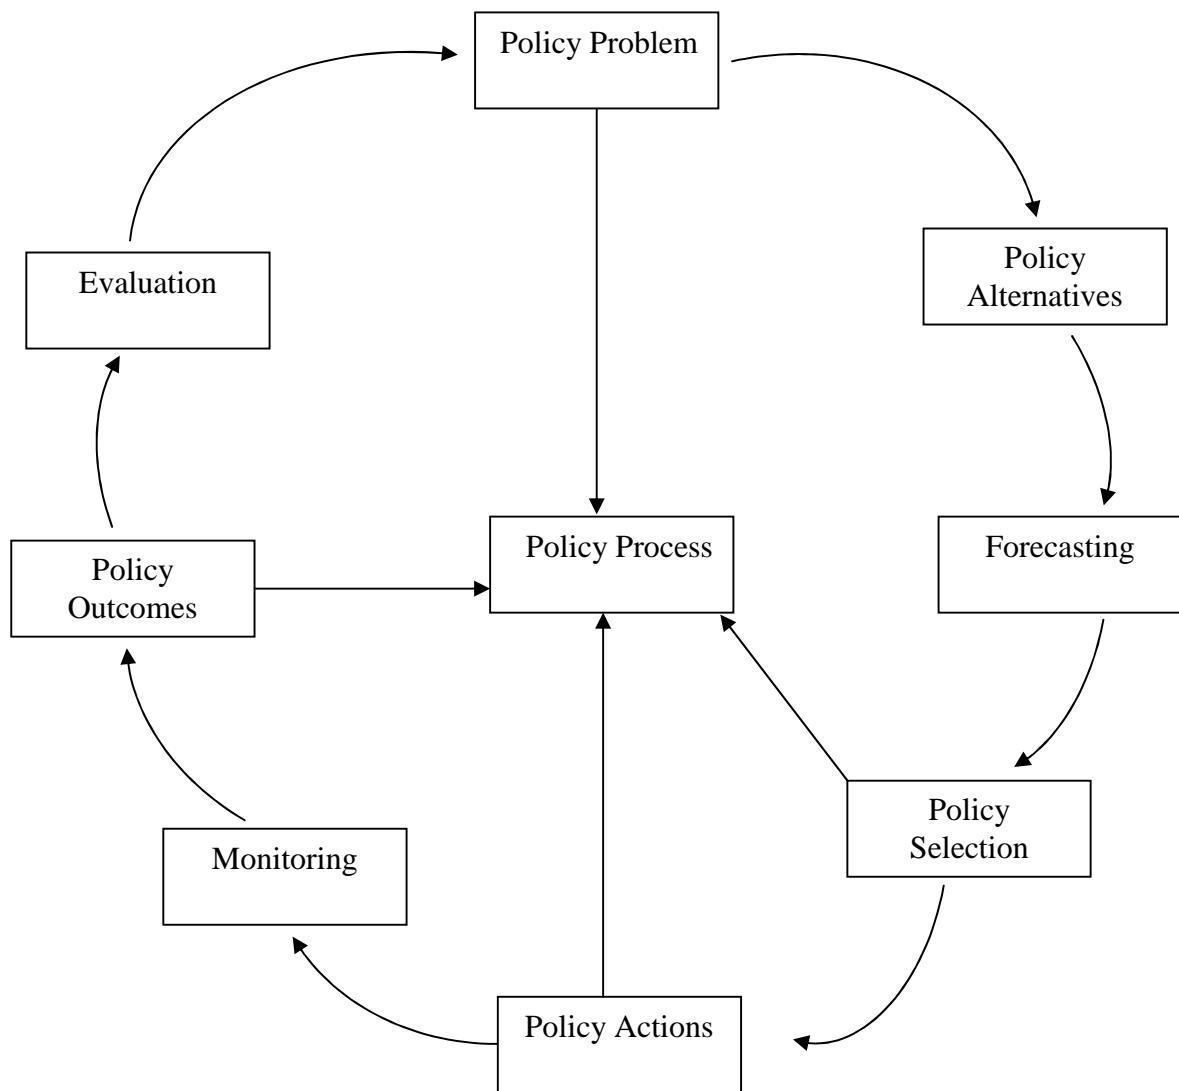 Policy Problem
Policy
Alternatives
Evaluation
Policy Process
Forecasting
Policy
Outcomes
Policy
Selection
Monitoring
Policy Actions